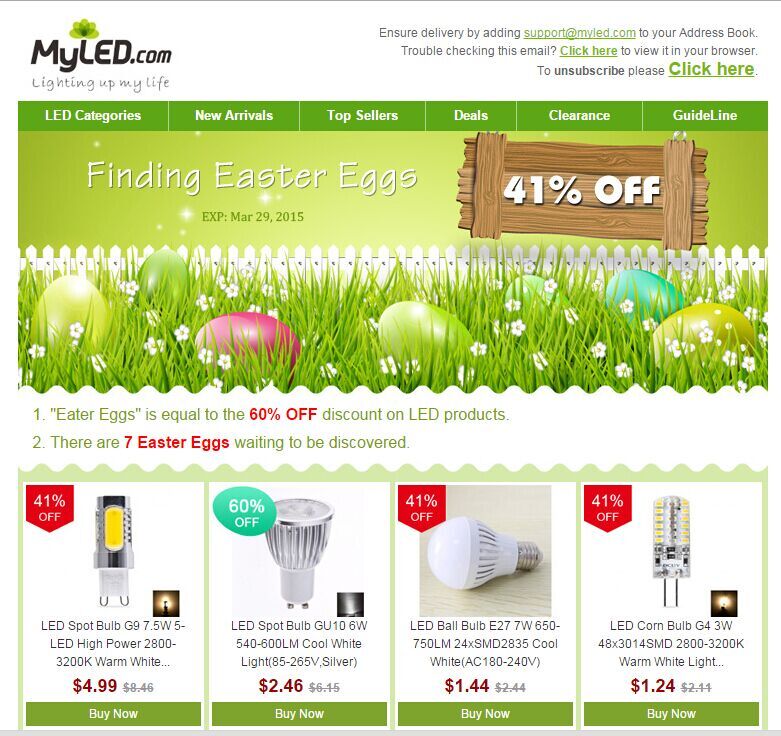 MyLED.com
Lighting up my life
Ensure delivery by adding support@myled.com to your Address Book.
Trouble checking this email? Click here to view it in your browser.
To unsubscribe please Click here.
LED Categories
New Arrivals
Top Sellers
Deals
Clearance
GuideLine
Finding Easter Eggs
41% OFF
EXP: Mar 29, 2015
1. "Eater Eggs" is equal to the 60% OFF discount on LED products.
2. There are 7 Easter Eggs waiting to be discovered.
41%
OFF
LED Spot Bulb G9 7.5W 5-
LED High Power 2800-
3200K Warm White...
$4.99 $8.46
Buy Now
60%
OFF
LED Spot Bulb GU10 6W
540-600LM Cool White
Light(85-265V,Silver)
$2.46 $6.15
Buy Now
41%
OFF
LED Ball Bulb E27 7W 650-
750LM 24xSMD2835 Cool
White(AC180-240V)
$1.44 $2.44
Buy Now
41%
OFF
LED Corn Bulb G4 3W
48x3014SMD 2800-3200K
Warm White Light...
$1.24 $2.11
Buy Now